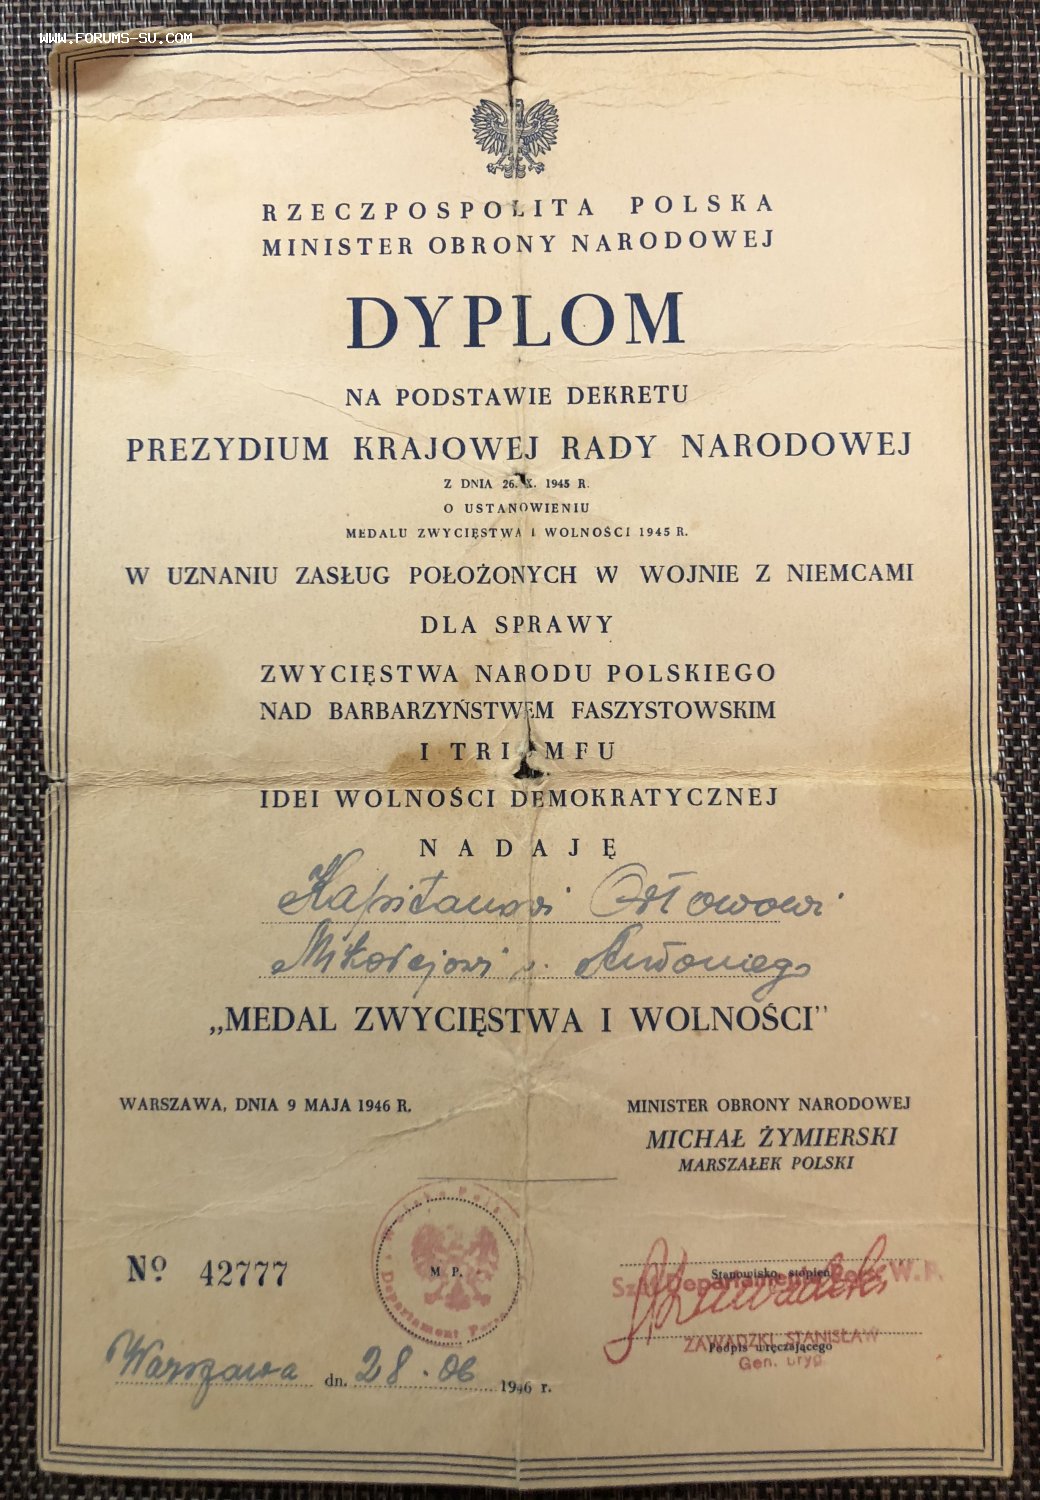 WWW.FORUMS-SU.COM
RZECZPOSPOLITA POLSKA
MINISTER OBRONY NARODOWEJ
DYPLOM
NA PODSTAWIE DEKRETU
PREZYDIUM KRAJOWEJ RADY NARODOWEJ
Z DNIA 26. X. 1945 R.
O USTANOWIENIU
MEDALU ZWYCIĘSTWA I WOLNOŚCI 1945 R.
W UZNANIU ZASŁUG POŁOŻONYCH W WOJNIE Z NIEMCAMI
DLA SPRAWY
ZWYCIĘSTWA NARODU POLSKIEGO
NAD BARBARZYŃSTWEM FASZYSTOWSKIM
I TRIUMFU
IDEI WOLNOŚCI DEMOKRATYCZNEJ
NADAJĘ
Kapitanowi Orłowowi
Mikołajowi s. Antoniego
„MEDAL ZWYCIĘSTWA I WOLNOŚCI"
WARSZAWA, DNIA 9 MAJA 1946 R.
MINISTER OBRONY NARODOWEJ
MICHAŁ ŻYMIERSKI
MARSZAŁEK POLSKI
Nº 42777
M P.
Departament
Stanowisko, stopień
Szef Departamentu W.P.
ZAWADZKI STANISŁAW
Podpis wręczającego
Gen. bryg.
Warszawa dn. 28.06 1946 r.